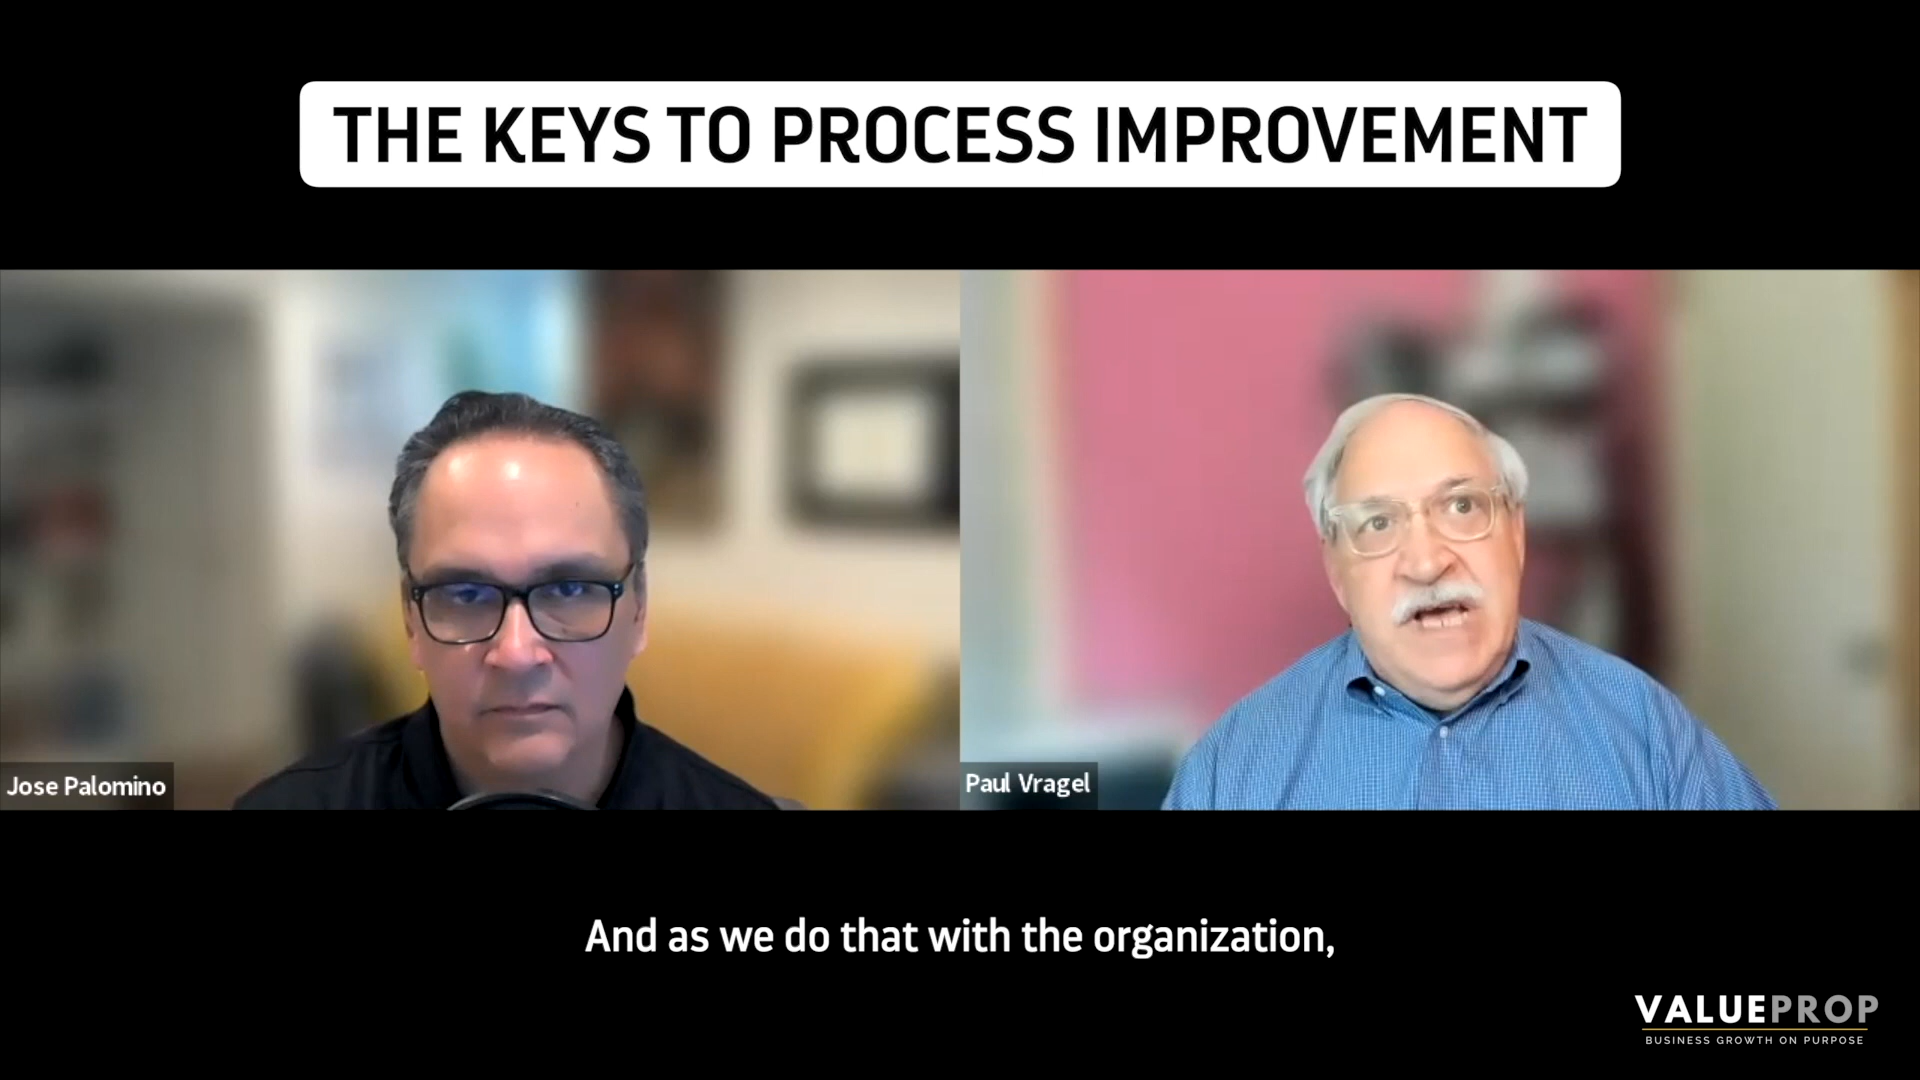 THE KEYS TO PROCESS IMPROVEMENT
Jose Palomino
Paul Vragel
And as we do that with the organization,
VALUEPROP
BUSINESS GROWTH ON PURPOSE